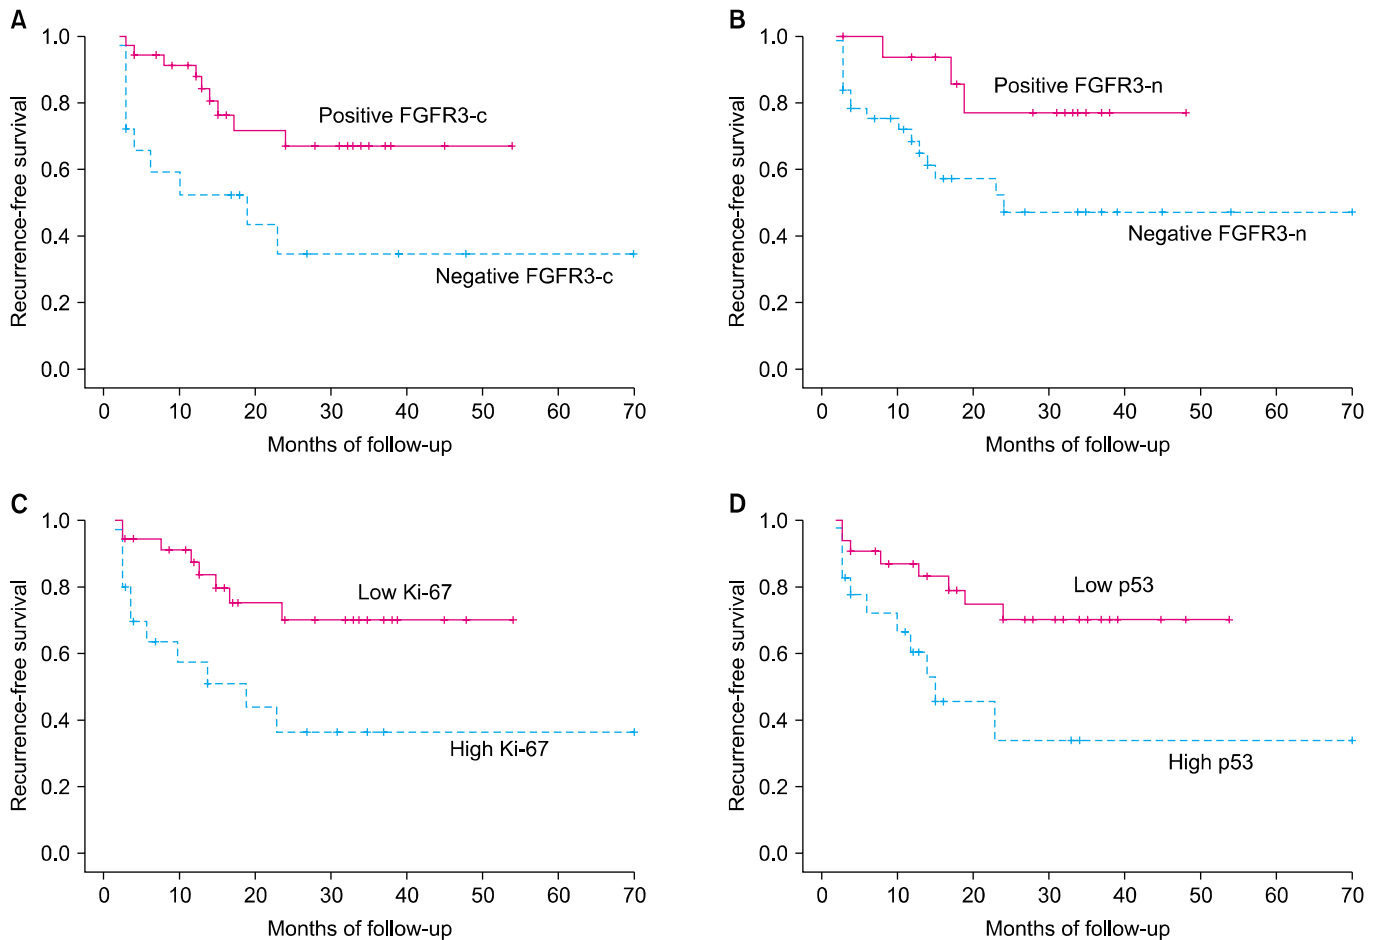 A
Recurrence-free survival
1.0
0.8
0.6
0.4
0.2
0.0
Positive FGFR3-c
Negative FGFR3-c
0 10 20 30 40 50 60 70
Months of follow-up
B
Recurrence-free survival
1.0
0.8
0.6
0.4
0.2
0.0
Positive FGFR3-n
Negative FGFR3-n
0 10 20 30 40 50 60 70
Months of follow-up
C
Recurrence-free survival
1.0
0.8
0.6
0.4
0.2
0.0
Low Ki-67
High Ki-67
0 10 20 30 40 50 60 70
Months of follow-up
D
Recurrence-free survival
1.0
0.8
0.6
0.4
0.2
0.0
Low p53
High p53
0 10 20 30 40 50 60 70
Months of follow-up